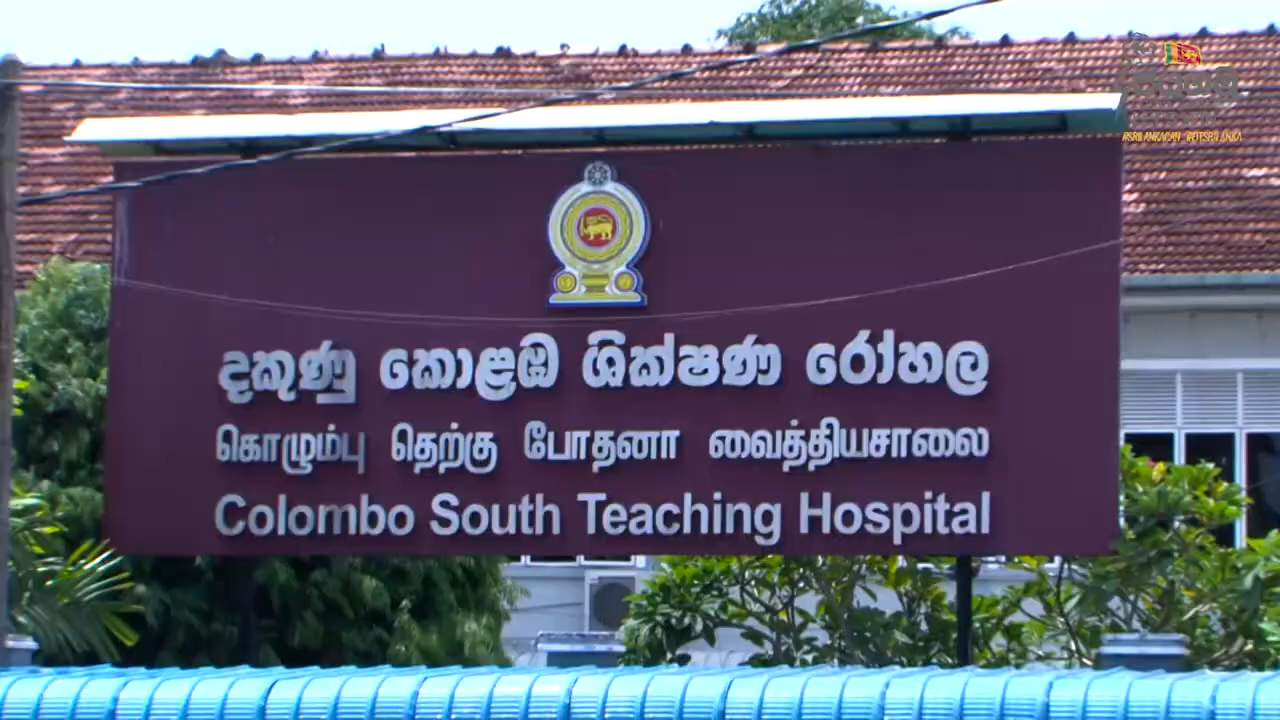 දකුණු කොළඹ ශික්ෂණ රෝහල
கொழும்பு தெற்கு போதனா வைத்தியசாலை
Colombo South Teaching Hospital